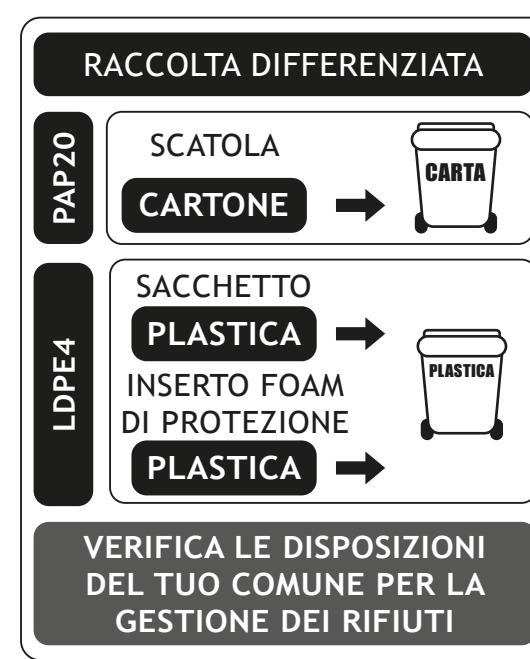 RACCOLTA DIFFERENZIATA
PAP20
SCATOLA
CARTONE
CARTA
LDPE4
SACCHETTO
PLASTICA
INSERTO FOAM
DI PROTEZIONE
PLASTICA
PLASTICA
VERIFICA LE DISPOSIZIONI
DEL TUO COMUNE PER LA
GESTIONE DEI RIFIUTI